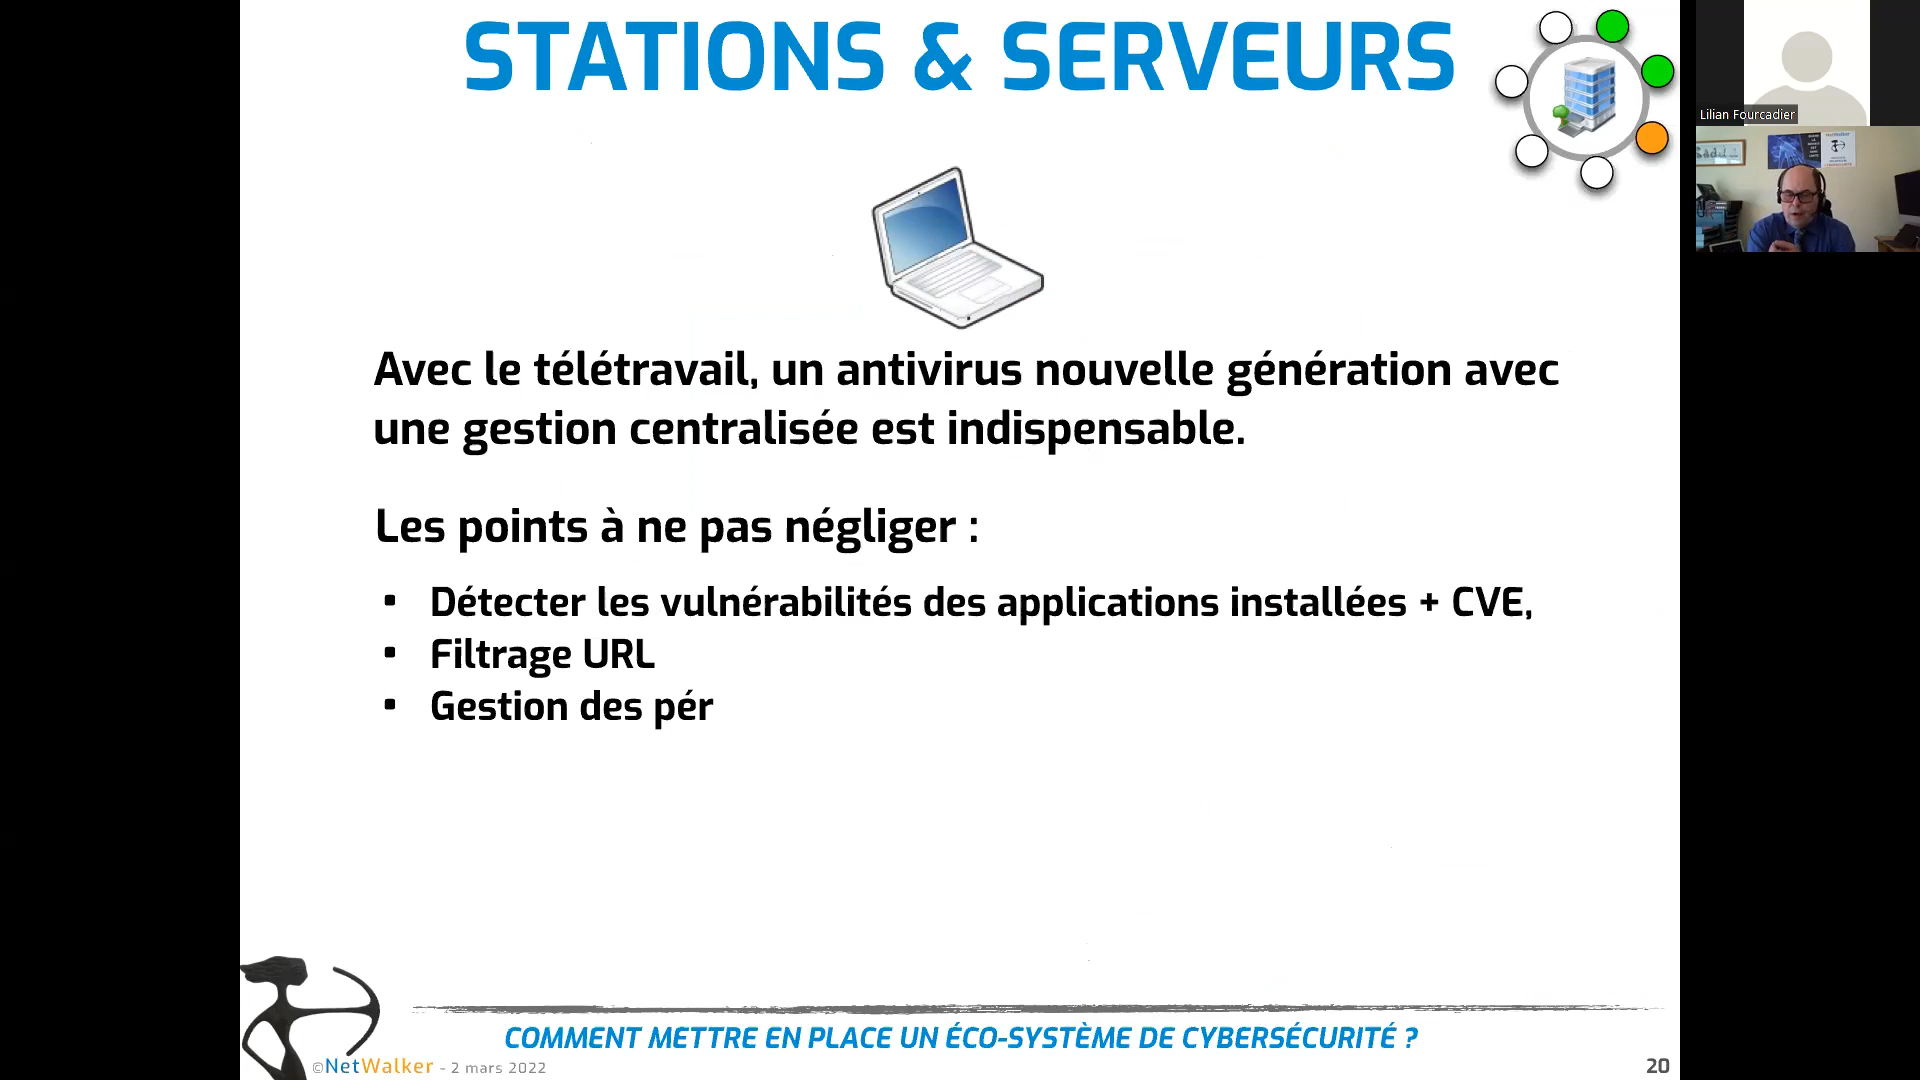 STATIONS & SERVEURS
Lilian Fourcadier
Avec le télétravail, un antivirus nouvelle génération avec
une gestion centralisée est indispensable.
Les points à ne pas négliger :
▪ Détecter les vulnérabilités des applications installées + CVE,
▪ Filtrage URL
▪ Gestion des pér
COMMENT METTRE EN PLACE UN ÉCO-SYSTÈME DE CYBERSÉCURITÉ ?
©NetWalker - 2 mars 2022
20